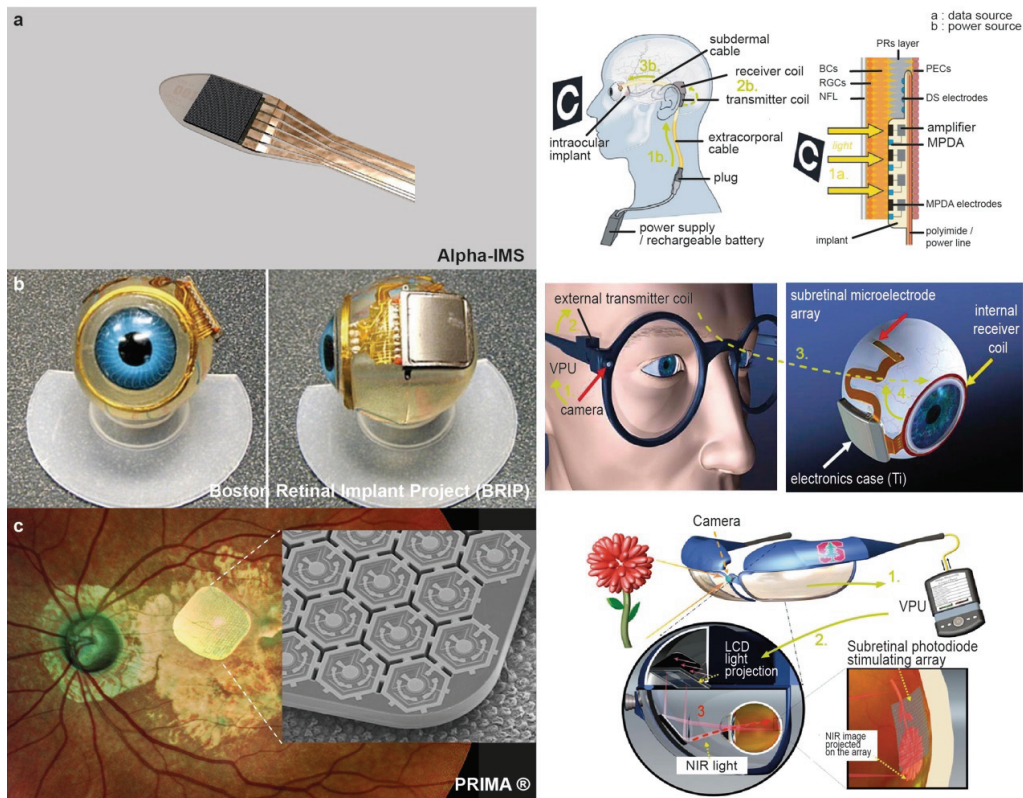 a
Alpha-IMS
a : data source
b : power source
subdermal
cable
3b.
receiver coil
2b.
transmitter coil
C
intraocular
implant
extracorporal
cable
1b.
plug
power supply
/ rechargeable battery
PRs layer
BCs
PECs
RGCs
NFL
DS electrodes
amplifier
MPDA
light
C
1a.
MPDA electrodes
implant
polyimide /
power line
b
Boston Retinal Implant Project (BRIP)
external transmitter coil
2
VPU
1
camera
subretinal microelectrode
array
internal
receiver
coil
3.
4
electronics case (Ti)
c
PRIMA ®
Camera
1.
VPU
2.
LCD
light
projection
3
NIR light
Subretinal photodiode
stimulating array
NIR image
projected
on the array